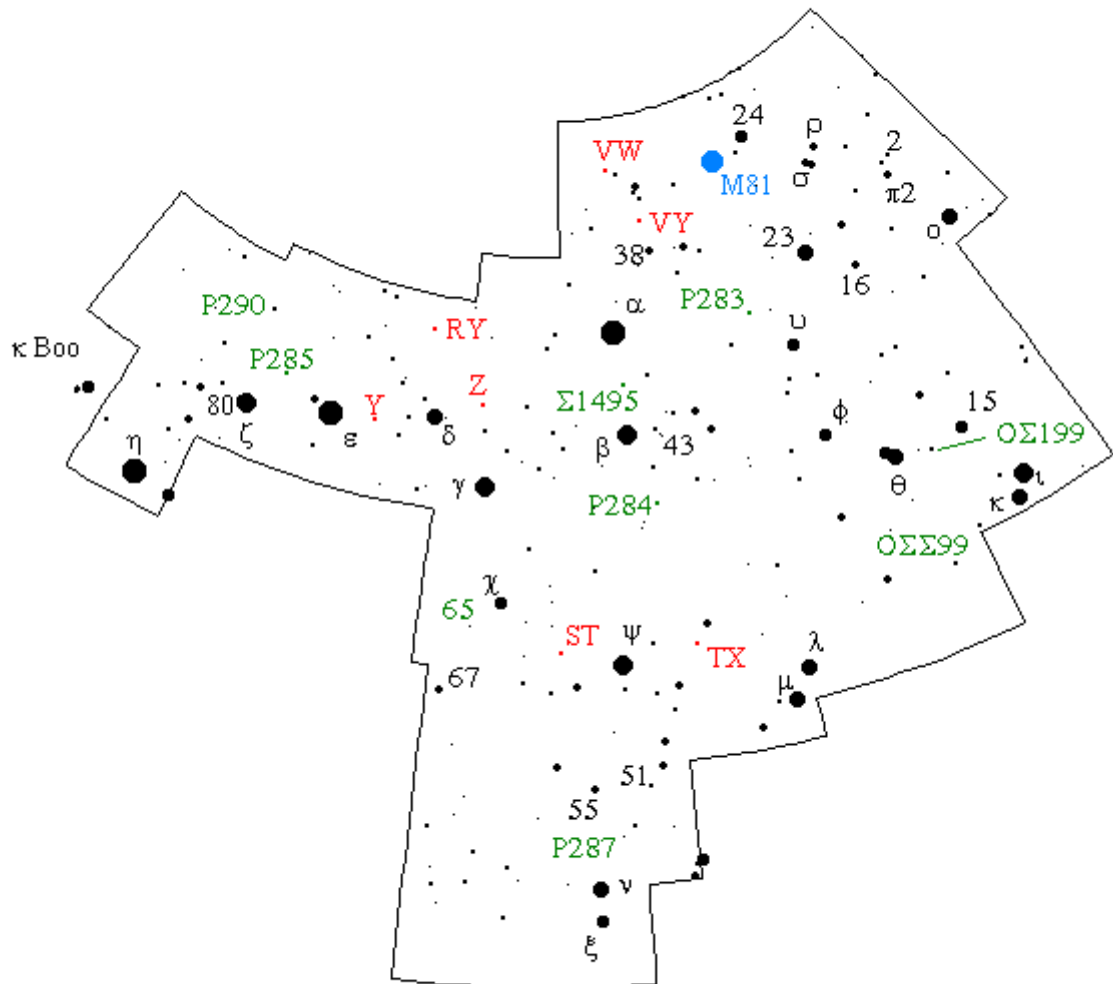 24
ρ
VW
2
σ
M81
π2
VY
ο
38
23
16
α
P290
P283
RY
υ
κ Boo
P285
Z
Σ1495
80
Y
φ
15
ζ
ε
δ
β
43
ΟΣ199
η
γ
θ
ι
κ
P284
ΟΣΣ99
χ
65
ST
ψ
TX
λ
67
μ
51
55
P287
ν
ξ